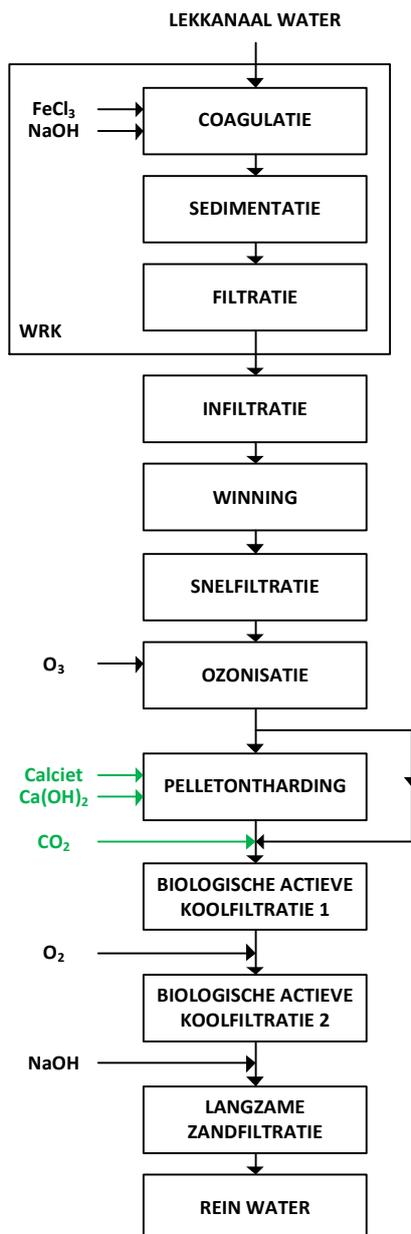 LEKKANAAL WATER
FeCl₃
NaOH
COAGULATIE
SEDIMENTATIE
FILTRATIE
WRK
INFILTRATIE
WINNING
SNELFILTRATIE
O₃
OZONISATIE
Calciet
Ca(OH)₂
PELLETONTHARDING
CO₂
BIOLOGISCHE ACTIEVE
KOOLFILTRATIE 1
O₂
BIOLOGISCHE ACTIEVE
KOOLFILTRATIE 2
NaOH
LANGZAME
ZANDFILTRATIE
REIN WATER